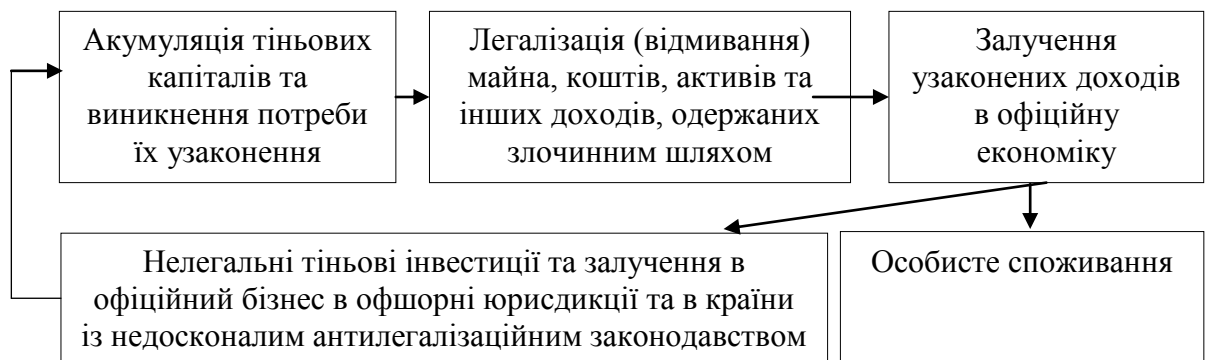 Акумуляція тіньових
капіталів та
виникнення потреби
їх узаконення
Легалізація (відмивання)
майна, коштів, активів та
інших доходів, одержаних
злочинним шляхом
Залучення
узаконених доходів
в офіційну
економіку
Нелегальні тіньові інвестиції та залучення в
офіційний бізнес в офшорні юрисдикції та в країни
із недосконалим антилегалізаційним законодавством
Особисте споживання